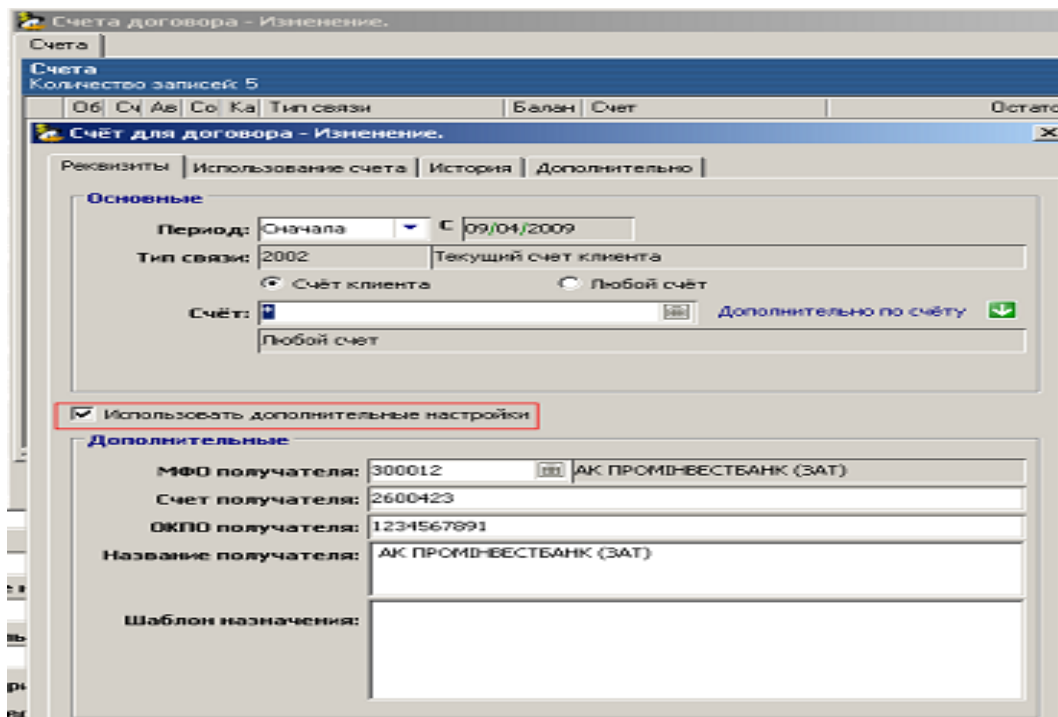 Счета договора - Изменение.
Счета
Счета
Количество записей: 5
Об Сч Ав Со Ка Тип связи Балан Счет Остато
Счёт для договора - Изменение.
Реквизиты Использование счета История Дополнительно
Основные
Период: Сначала С 09/04/2009
Тип связи: 2002 Текущий счет клиента
Счёт клиента Любой счёт
Счёт: * Дополнительно по счёту
Любой счет
Использовать дополнительные настройки
Дополнительные
МФО получателя: 300012 АК ПРОМІНВЕСТБАНК (ЗАТ)
Счет получателя: 2600423
ОКПО получателя: 1234567891
Название получателя: АК ПРОМІНВЕСТБАНК (ЗАТ)
Шаблон назначения: